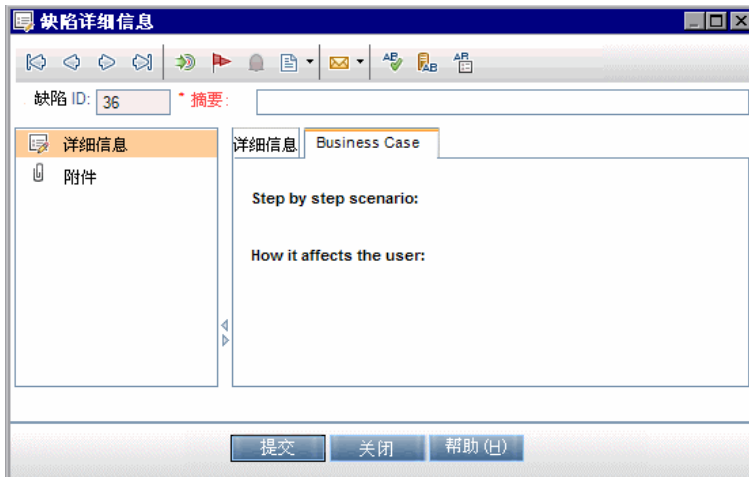 缺陷详细信息
缺陷 ID: 36 * 摘要:
详细信息
附件
详细信息 Business Case
Step by step scenario:
How it affects the user:
提交 关闭 帮助 (H)